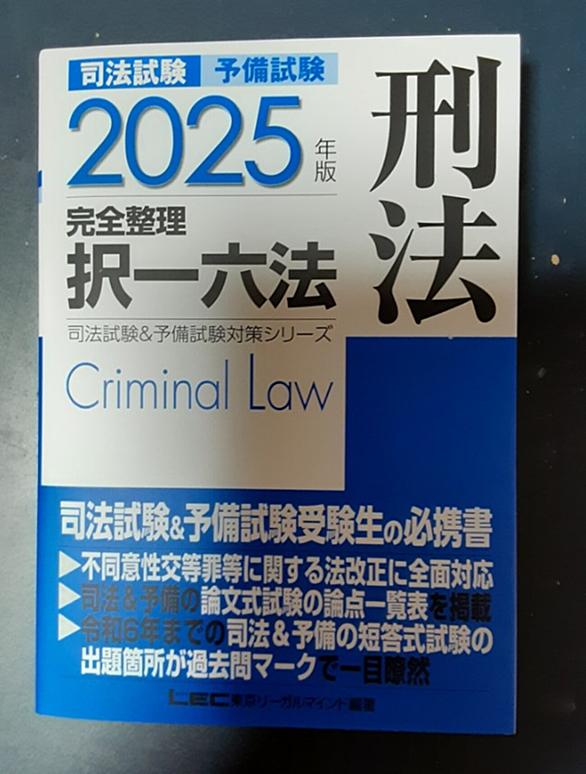 司法試験 予備試験
2025年版
完全整理
択一六法
司法試験&予備試験対策シリーズ
Criminal Law
刑法
司法試験&予備試験受験生の必携書
▶不同意性交等罪等に関する法改正に全面対応
▶司法&予備の論文式試験の論点一覧表を掲載
▶令和6年までの司法&予備の短答式試験の
出題箇所が過去問マークで一目瞭然
LEC東京リーガルマインド編著